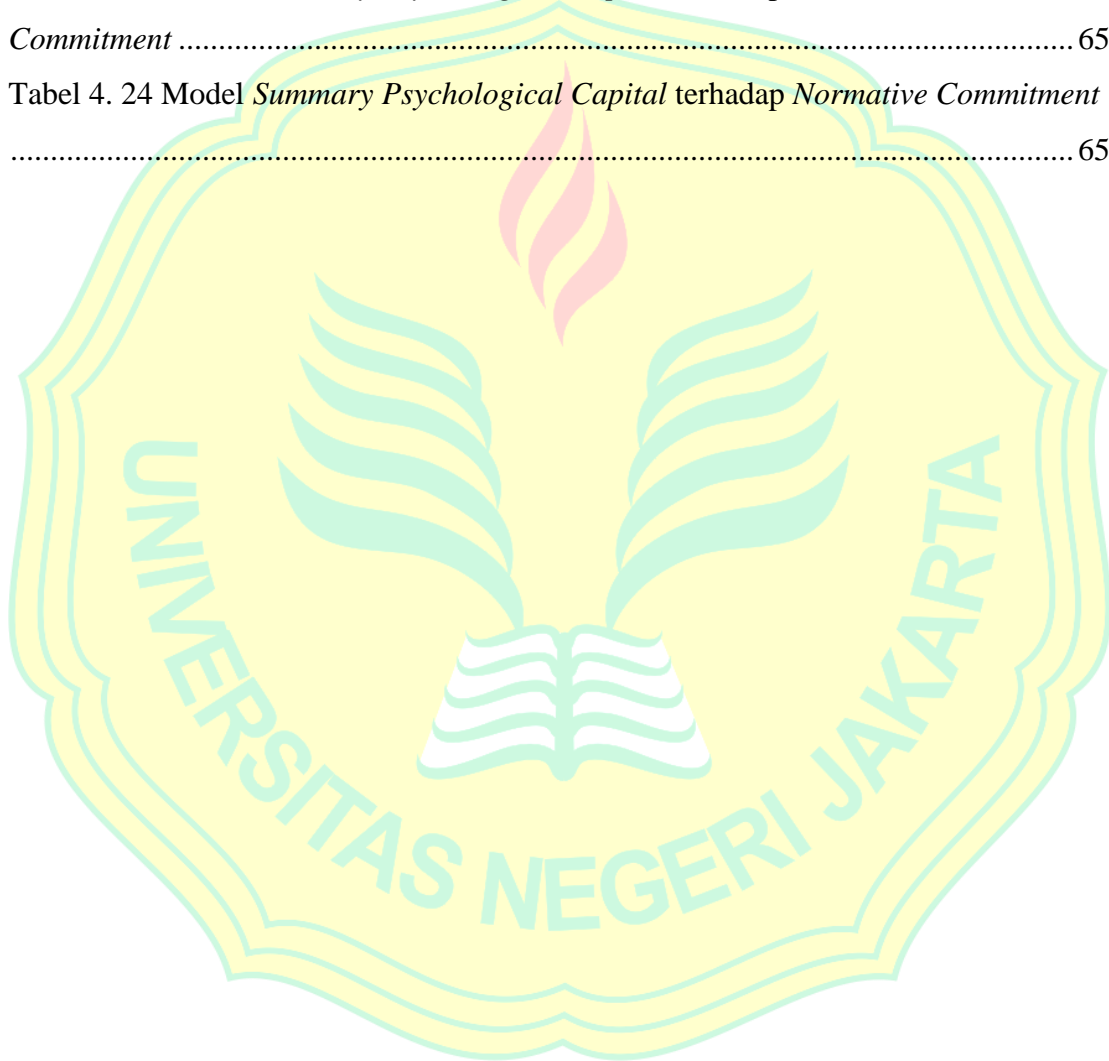 Commitment ........................................................................................................................ 65
Tabel 4. 24 Model Summary Psychological Capital terhadap Normative Commitment
........................................................................................................................................ 65
UNIVERSITAS NEGERI JAKARTA